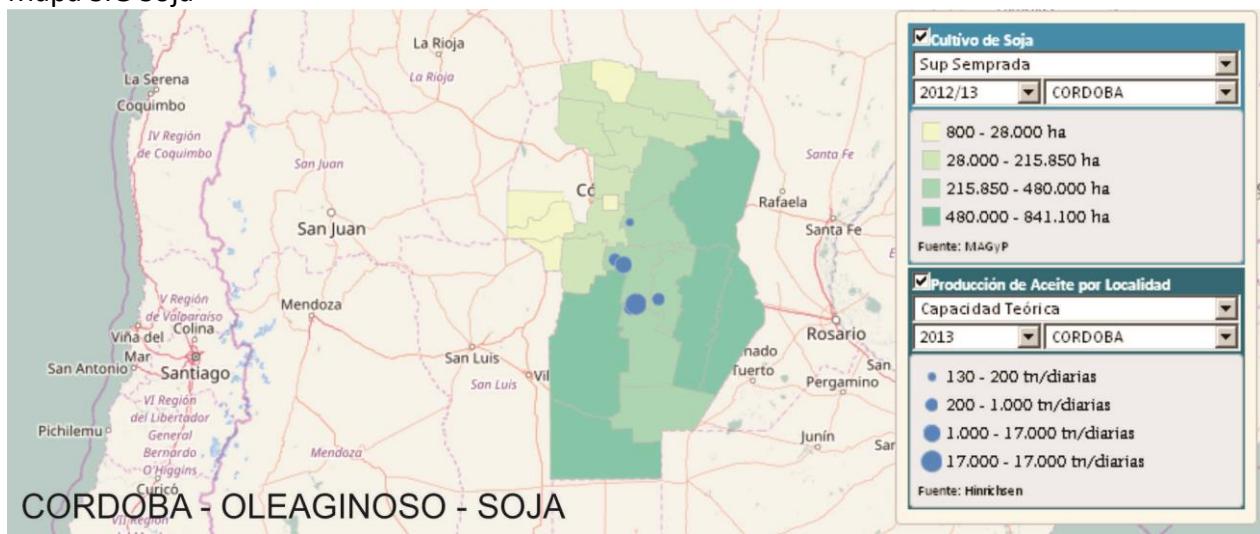 La Rioja
La Rioja
La Serena
Coquimbo
IV Región
de Coquimbo
San Juan
Santa Fe
Có
Rafaela
San Juan
Santa Fe
V Región
de Valparaíso
Mendoza
Viña del
Mar
Colina
Rosario
San Antonio
Santiago
San Luis
San Luis
Vil
nado
Tuerto
San
Pergamino
VI Región
del Libertador
General
Bernardo
O'Higgins
Pichilemu
Mendoza
Junín
Sar
Curicó
CORDOBA - OLEAGINOSO - SOJA
Cultivo de Soja
Sup Semprada
2012/13 CORDOBA
800 - 28.000 ha
28.000 - 215.850 ha
215.850 - 480.000 ha
480.000 - 841.100 ha
Fuente: MAGyP
Producción de Aceite por Localidad
Capacidad Teórica
2013 CORDOBA
130 - 200 tn/diarias
200 - 1.000 tn/diarias
1.000 - 17.000 tn/diarias
17.000 - 17.000 tn/diarias
Fuente: Hinrichsen